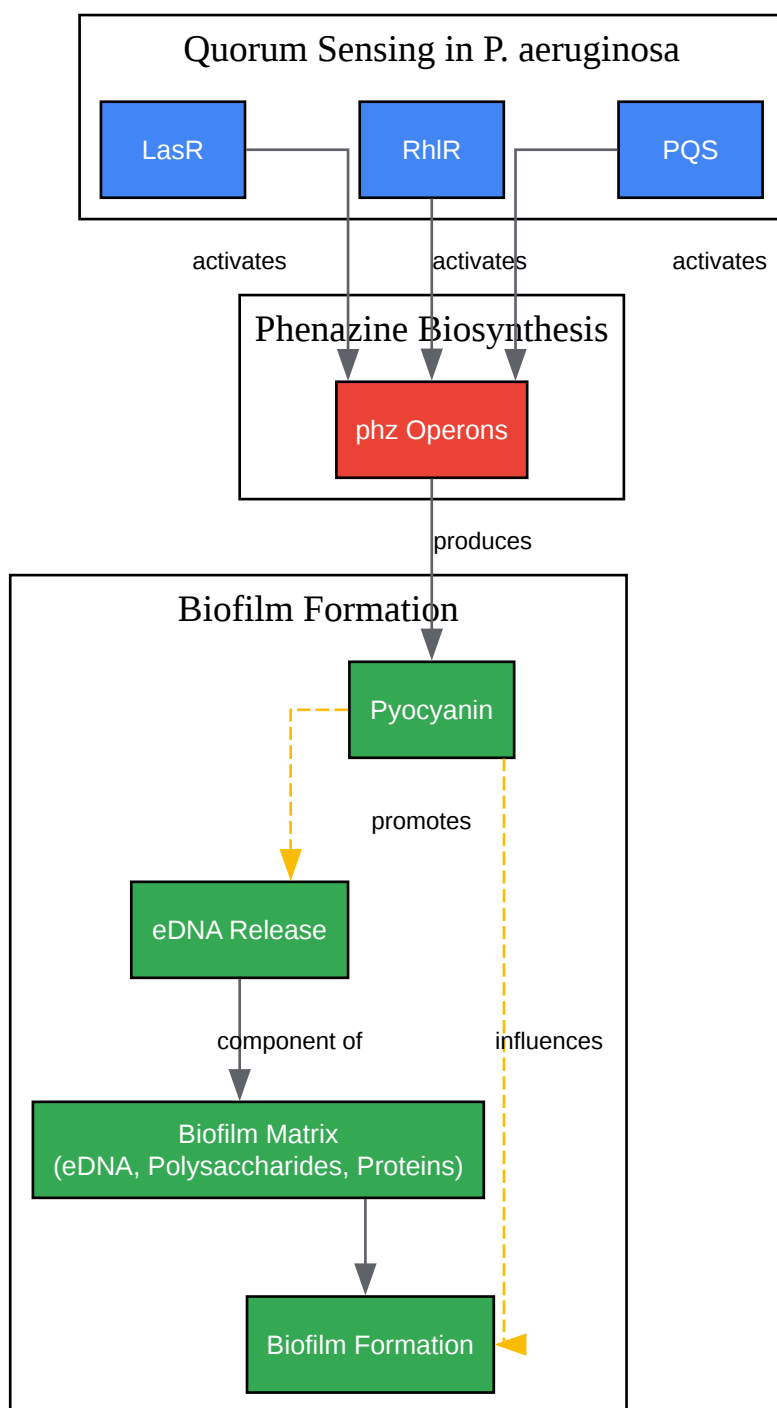 Quorum Sensing in P. aeruginosa
LasR
RhlR
PQS
activates
activates
activates
Phenazine Biosynthesis
phz Operons
produces
Biofilm Formation
Pyocyanin
promotes
eDNA Release
component of
influences
Biofilm Matrix
(eDNA, Polysaccharides, Proteins)
Biofilm Formation